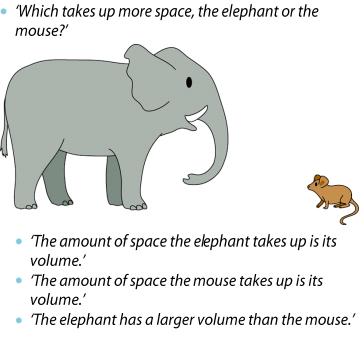 • ‘Which takes up more space, the elephant or the
mouse?’
• ‘The amount of space the elephant takes up is its
volume.’
• ‘The amount of space the mouse takes up is its
volume.’
• ‘The elephant has a larger volume than the mouse.’